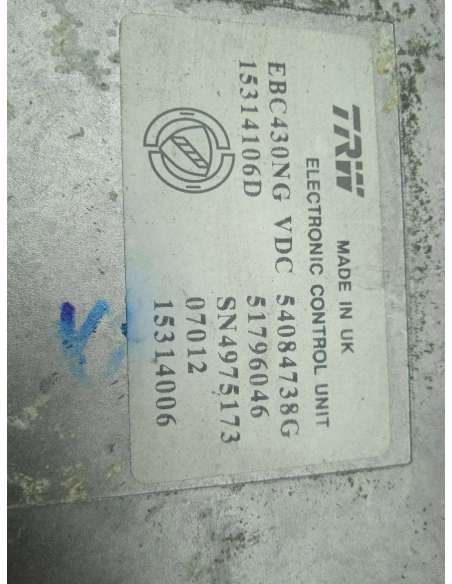 TRW MADE IN UK
ELECTRONIC CONTROL UNIT
EBC430NG VDC 54084738G
15314106D 51796046
SN4975173
07012
15314006